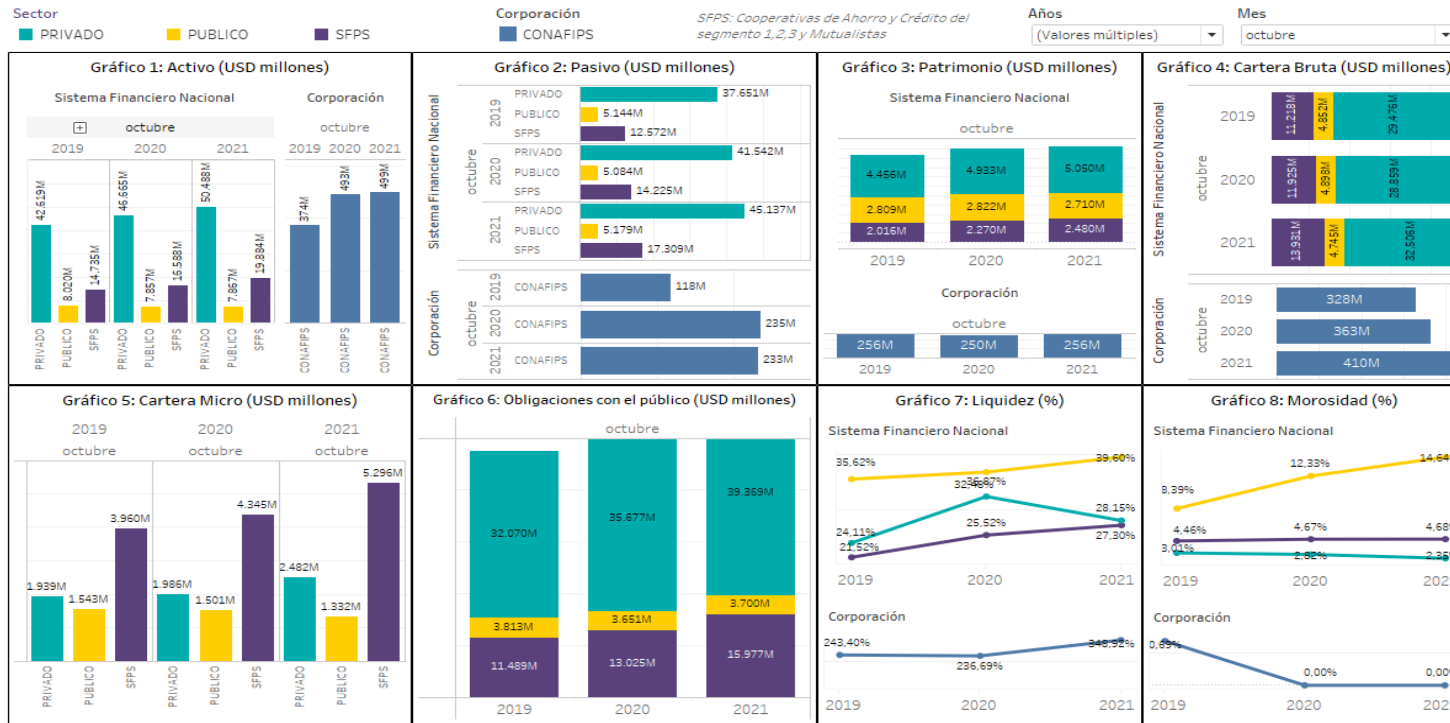 Sector
PRIVADO PUBLICO SFPS
Corporación
CONAFIPS
SFPS: Cooperativas de Ahorro y Crédito del
segmento 1,2,3 y Mutualistas
Años
(Valores múltiples)
Mes
octubre
Gráfico 1: Activo (USD millones)
Sistema Financiero Nacional Corporación
octubre octubre
2019 2020 2021 2019 2020 2021
42.619M 8.020M 14.735M 46.665M 7.857M 16.588M 50.488M 7.867M 19.884M 374M 493M 499M
PRIVADO PUBLICO SFPS PRIVADO PUBLICO SFPS PRIVADO PUBLICO SFPS CONAFIPS CONAFIPS CONAFIPS
Gráfico 2: Pasivo (USD millones)
Sistema Financiero Nacional
octubre
2019
PRIVADO 37.651M
PUBLICO 5.144M
SFPS 12.572M
2020
PRIVADO 41.542M
PUBLICO 5.084M
SFPS 14.225M
2021
PRIVADO 45.137M
PUBLICO 5.179M
SFPS 17.309M
Corporación
octubre
2019 CONAFIPS 118M
2020 CONAFIPS 235M
2021 CONAFIPS 233M
Gráfico 3: Patrimonio (USD millones)
Sistema Financiero Nacional
octubre
4.456M 4.933M 5.050M
2.809M 2.822M 2.710M
2.016M 2.270M 2.480M
2019 2020 2021
Corporación
octubre
256M 250M 256M
2019 2020 2021
Gráfico 4: Cartera Bruta (USD millones)
Sistema Financiero Nacional
octubre
2019 11.218M 4.852M 29.476M
2020 11.925M 4.898M 28.859M
2021 13.931M 4.745M 32.506M
Corporación
octubre
2019 328M
2020 363M
2021 410M
Gráfico 5: Cartera Micro (USD millones)
2019 2020 2021
octubre octubre octubre
1.939M 1.543M 3.960M 1.986M 1.501M 4.345M 2.482M 1.332M 5.296M
PRIVADO PUBLICO SFPS PRIVADO PUBLICO SFPS PRIVADO PUBLICO SFPS
Gráfico 6: Obligaciones con el público (USD millones)
octubre
32.070M 35.677M 39.369M
3.813M 3.651M 3.700M
11.489M 13.025M 15.977M
2019 2020 2021
Gráfico 7: Liquidez (%)
Sistema Financiero Nacional
35,62% 39,60%
24,11% 28,15%
21,52% 25,52% 27,30%
2019 2020 2021
Corporación
243,40% 236,69% 348,92%
Gráfico 8: Morosidad (%)
Sistema Financiero Nacional
8,39% 12,33%
4,46% 4,67%
3,01% 2,82%
2019 2020
Corporación
0,69% 0,00%
2019 2020 2021
2019 2020